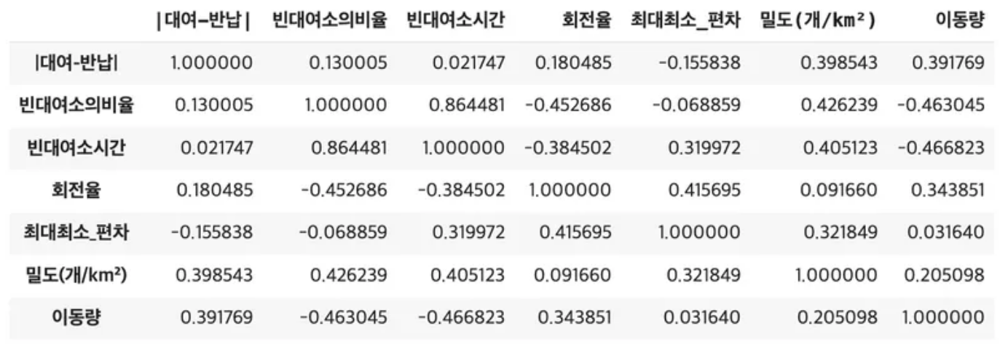 |대여-반납| 빈대여소의비율 빈대여소시간 회전율 최대최소_편차 밀도(개/km²) 이동량
|대여-반납| 1.000000 0.130005 0.021747 0.180485 -0.155838 0.398543 0.391769
빈대여소의비율 0.130005 1.000000 0.864481 -0.452686 -0.068859 0.426239 -0.463045
빈대여소시간 0.021747 0.864481 1.000000 -0.384502 0.319972 0.405123 -0.466823
회전율 0.180485 -0.452686 -0.384502 1.000000 0.415695 0.091660 0.343851
최대최소_편차 -0.155838 -0.068859 0.319972 0.415695 1.000000 0.321849 0.031640
밀도(개/km²) 0.398543 0.426239 0.405123 0.091660 0.321849 1.000000 0.205098
이동량 0.391769 -0.463045 -0.466823 0.343851 0.031640 0.205098 1.000000